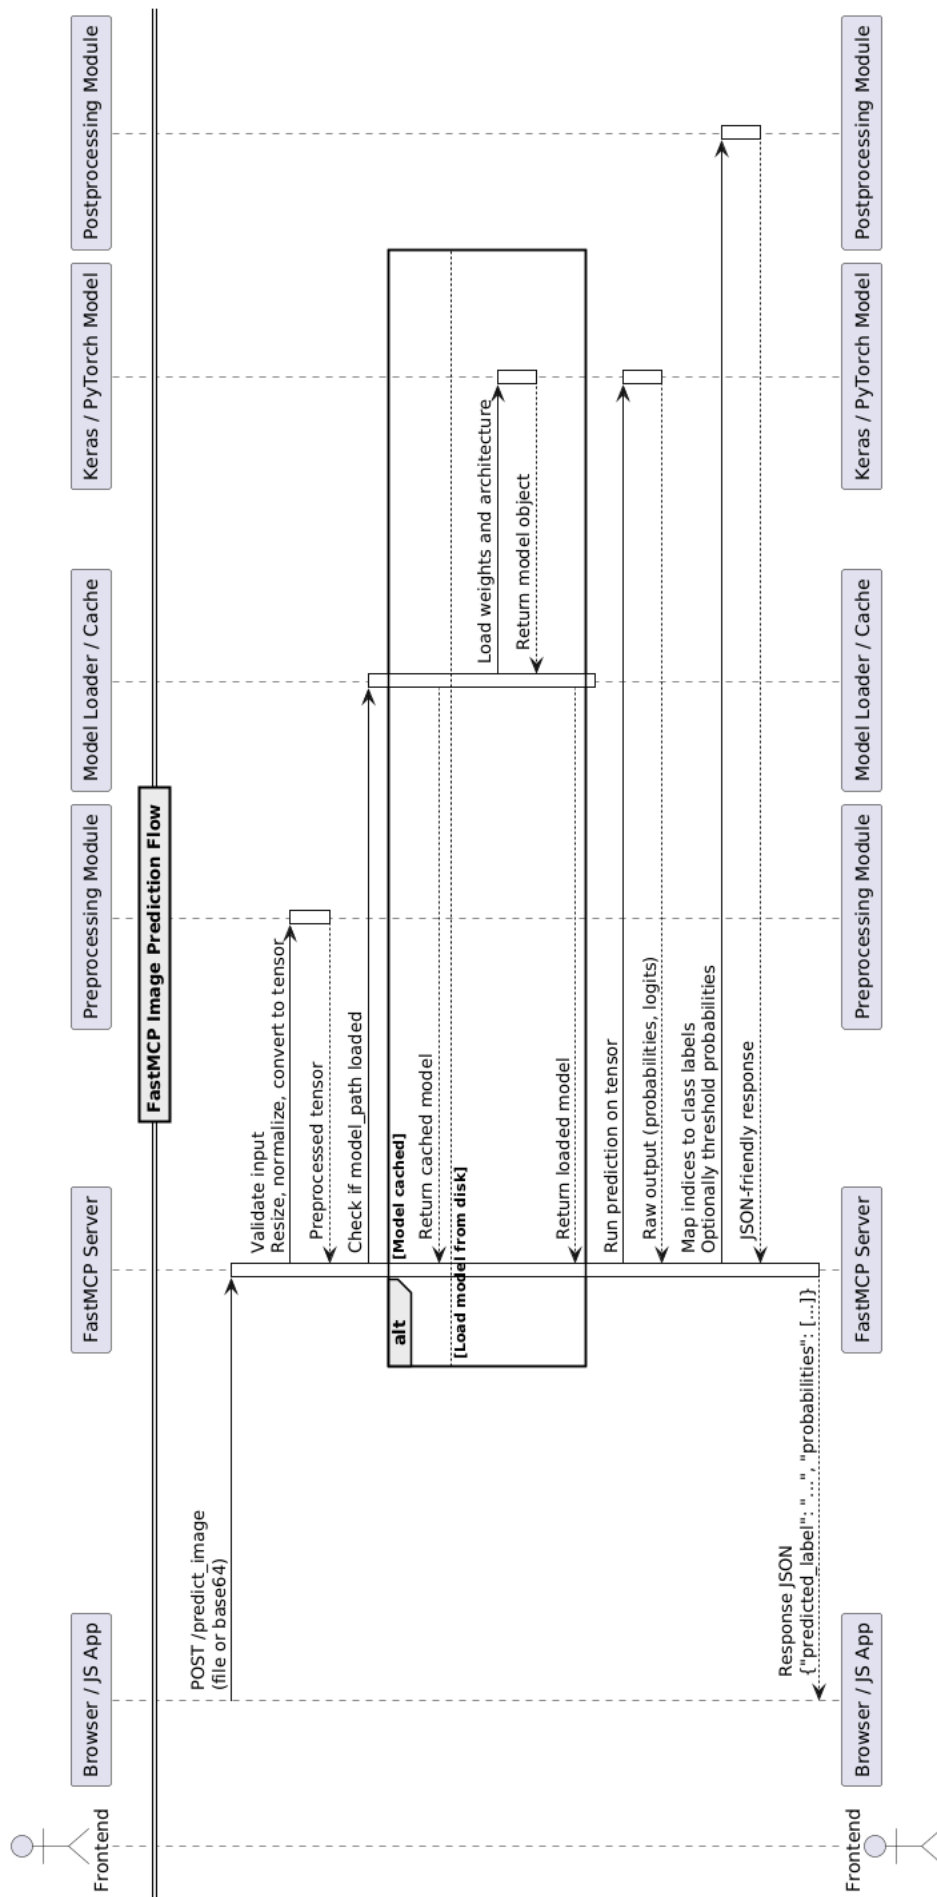 Frontend
Browser / JS App
FastMCP Server
Preprocessing Module
Model Loader / Cache
Keras / PyTorch Model
Postprocessing Module
FastMCP Image Prediction Flow
POST /predict_image
(file or base64)
Validate input
Resize, normalize, convert to tensor
Preprocessed tensor
Check if model_path loaded
alt
[Model cached]
Return cached model
[Load model from disk]
Load weights and architecture
Return model object
Return loaded model
Run prediction on tensor
Raw output (probabilities, logits)
Map indices to class labels
Optionally threshold probabilities
JSON-friendly response
Response JSON
{"predicted_label": "...", "probabilities": [...]}
Frontend
Browser / JS App
FastMCP Server
Preprocessing Module
Model Loader / Cache
Keras / PyTorch Model
Postprocessing Module